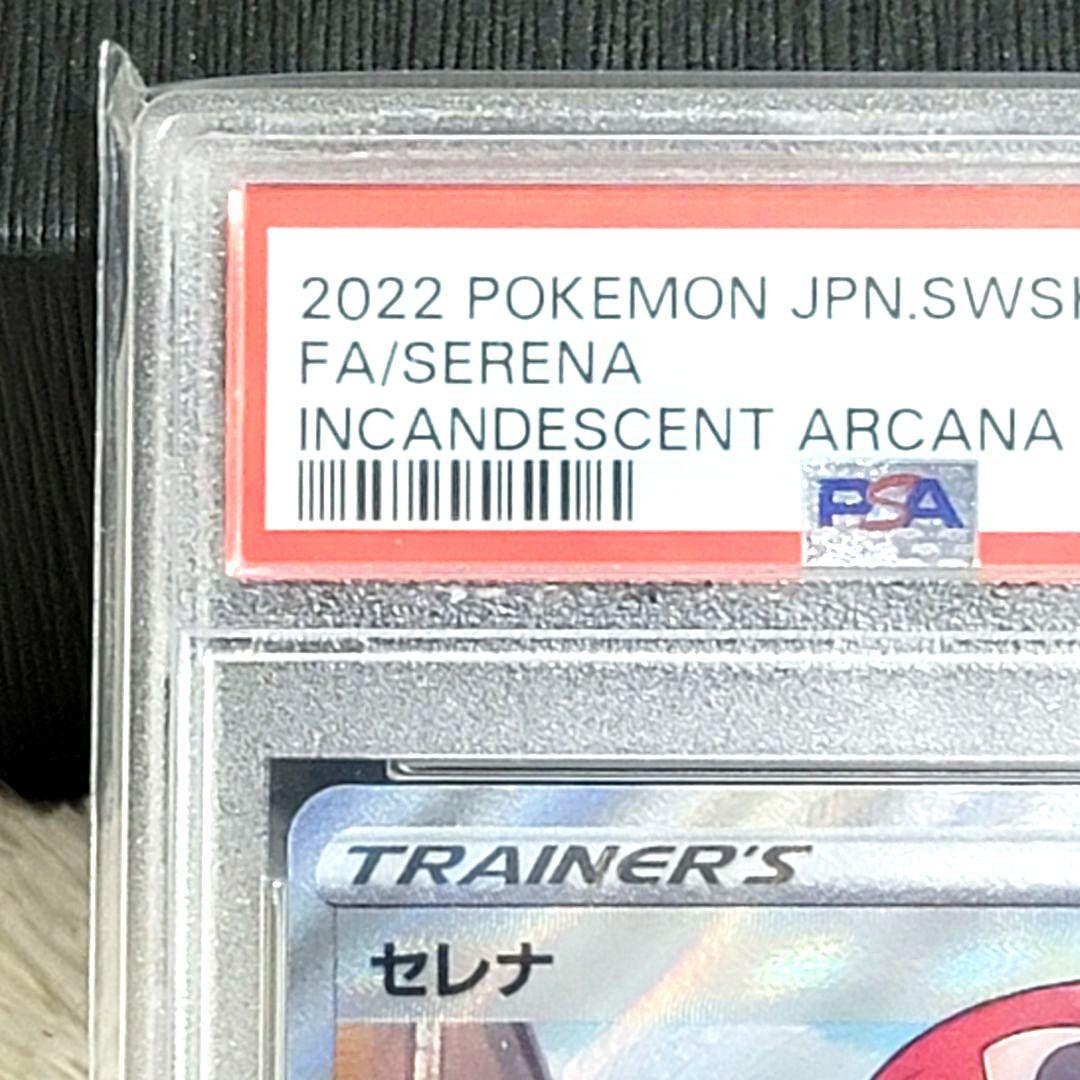 2022 POKEMON JPN.SWSH
FA/SERENA
INCANDESCENT ARCANA
PSA
TRAINER'S
セレナ